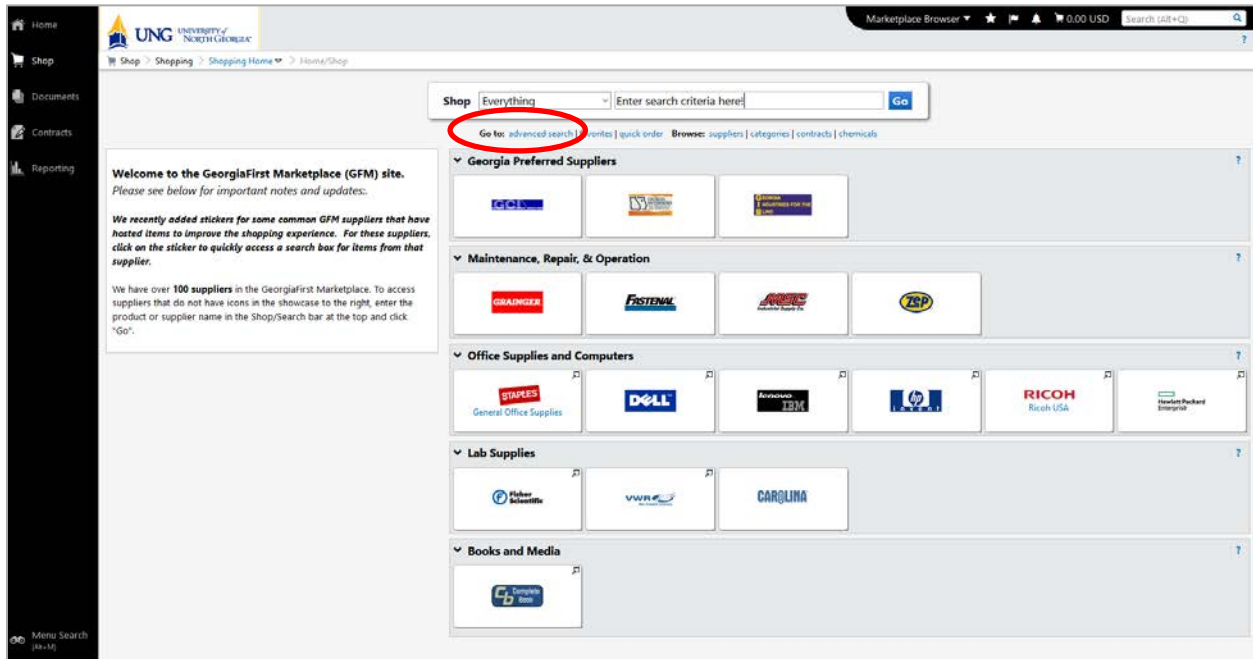 Home
Shop
Documents
Contracts
Reporting
Menu Search
(Alt+M)
UNG UNIVERSITY of
NORTH GEORGIA
Marketplace Browser 0.00 USD Search (Alt+Q)
?
Shop > Shopping > Shopping Home > Home/Shop
Shop Everything Enter search criteria here! Go
Go to: advanced search | favorites | quick order Browse: suppliers | categories | contracts | chemicals
Welcome to the GeorgiaFirst Marketplace (GFM) site.
Please see below for important notes and updates:.
We recently added stickers for some common GFM suppliers that have
hosted items to improve the shopping experience. For these suppliers,
click on the sticker to quickly access a search box for items from that
supplier.
We have over 100 suppliers in the GeorgiaFirst Marketplace. To access
suppliers that do not have icons in the showcase to the right, enter the
product or supplier name in the Shop/Search bar at the top and click
"Go".
Georgia Preferred Suppliers ?
GCI
GEORGIA
INDUSTRIES FOR THE
BLIND
Maintenance, Repair, & Operation ?
GRAINGER FASTENAL MSC ZEP
Industrial Supply Co.
Office Supplies and Computers ?
STAPLES
General Office Supplies
DELL
lenovo
IBM
hp
invent
RICOH
Ricoh USA
Hewlett Packard
Enterprise
Lab Supplies ?
Fisher
Scientific
VWR
CAROLINA
Books and Media ?
Cb Complete
Book